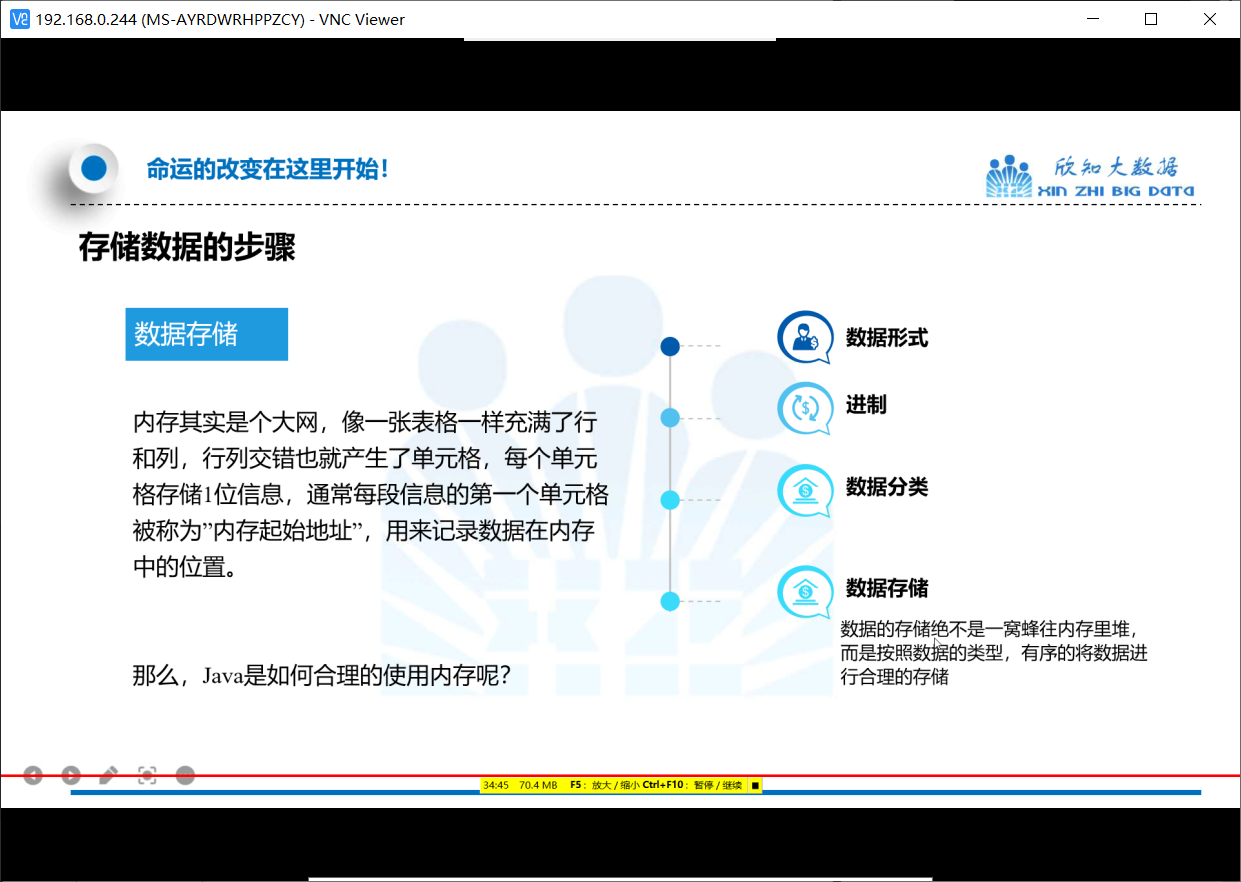 192.168.0.244 (MS-AYRDWRHPPZCY) - VNC Viewer
命运的改变在这里开始！
欣知大数据
XIN ZHI BIG DATA
存储数据的步骤
数据存储
内存其实是个大网，像一张表格一样充满了行
和列，行列交错也就产生了单元格，每个单元
格存储1位信息，通常每段信息的第一个单元格
被称为”内存起始地址”，用来记录数据在内存
中的位置。
那么，Java是如何合理的使用内存呢？
数据形式
进制
数据分类
数据存储
数据的存储绝不是一窝蜂往内存里堆，
而是按照数据的类型，有序的将数据进
行合理的存储
34:45 70.4 MB F5：放大 / 缩小 Ctrl+F10：暂停 / 继续